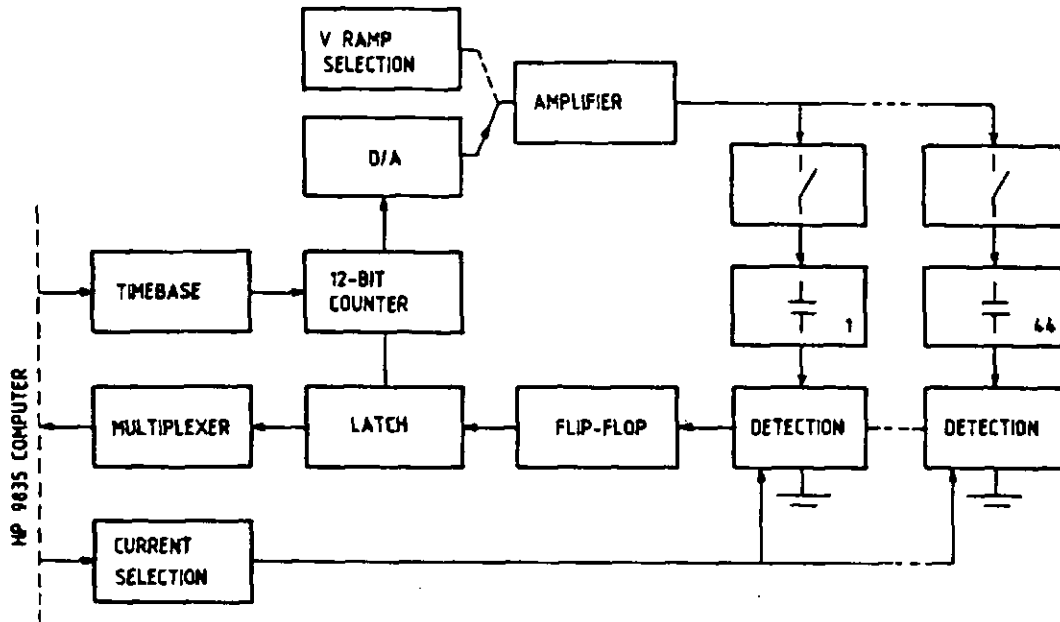 V RAMP
SELECTION
AMPLIFIER
D/A
TIMEBASE
12-BIT
COUNTER
1
44
HP 9835 COMPUTER
MULTIPLEXER
LATCH
FLIP-FLOP
DETECTION
DETECTION
CURRENT
SELECTION